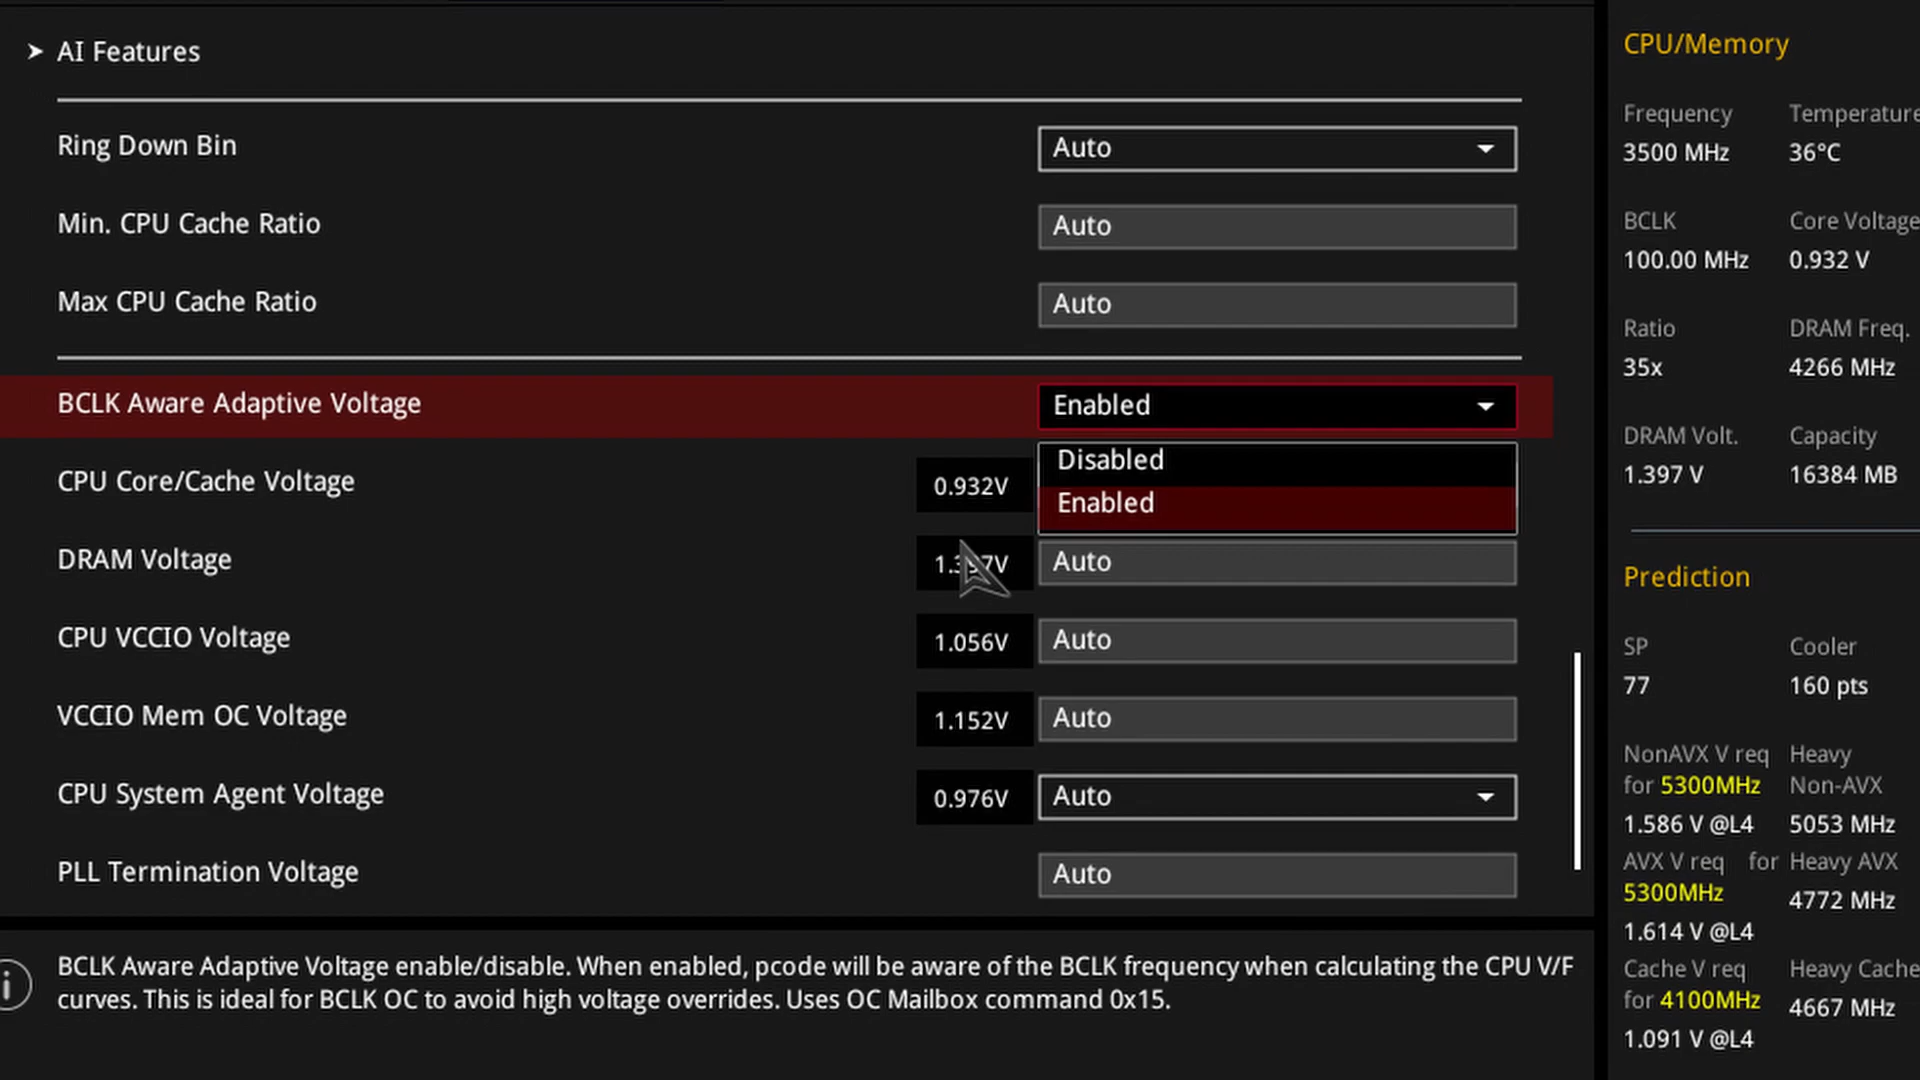 AI Features
Ring Down Bin Auto
Min. CPU Cache Ratio Auto
Max CPU Cache Ratio Auto
BCLK Aware Adaptive Voltage Enabled
Disabled
Enabled
CPU Core/Cache Voltage 0.932V
DRAM Voltage 1.397V Auto
CPU VCCIO Voltage 1.056V Auto
VCCIO Mem OC Voltage 1.152V Auto
CPU System Agent Voltage 0.976V Auto
PLL Termination Voltage Auto
BCLK Aware Adaptive Voltage enable/disable. When enabled, pcode will be aware of the BCLK frequency when calculating the CPU V/F
curves. This is ideal for BCLK OC to avoid high voltage overrides. Uses OC Mailbox command 0x15.
CPU/Memory
Frequency Temperature
3500 MHz 36°C
BCLK Core Voltage
100.00 MHz 0.932 V
Ratio DRAM Freq.
35x 4266 MHz
DRAM Volt. Capacity
1.397 V 16384 MB
Prediction
SP Cooler
77 160 pts
NonAVX V req Heavy
for 5300MHz Non-AVX
1.586 V @L4 5053 MHz
AVX V req for Heavy AVX
5300MHz 4772 MHz
1.614 V @L4
Cache V req Heavy Cache
for 4100MHz 4667 MHz
1.091 V @L4